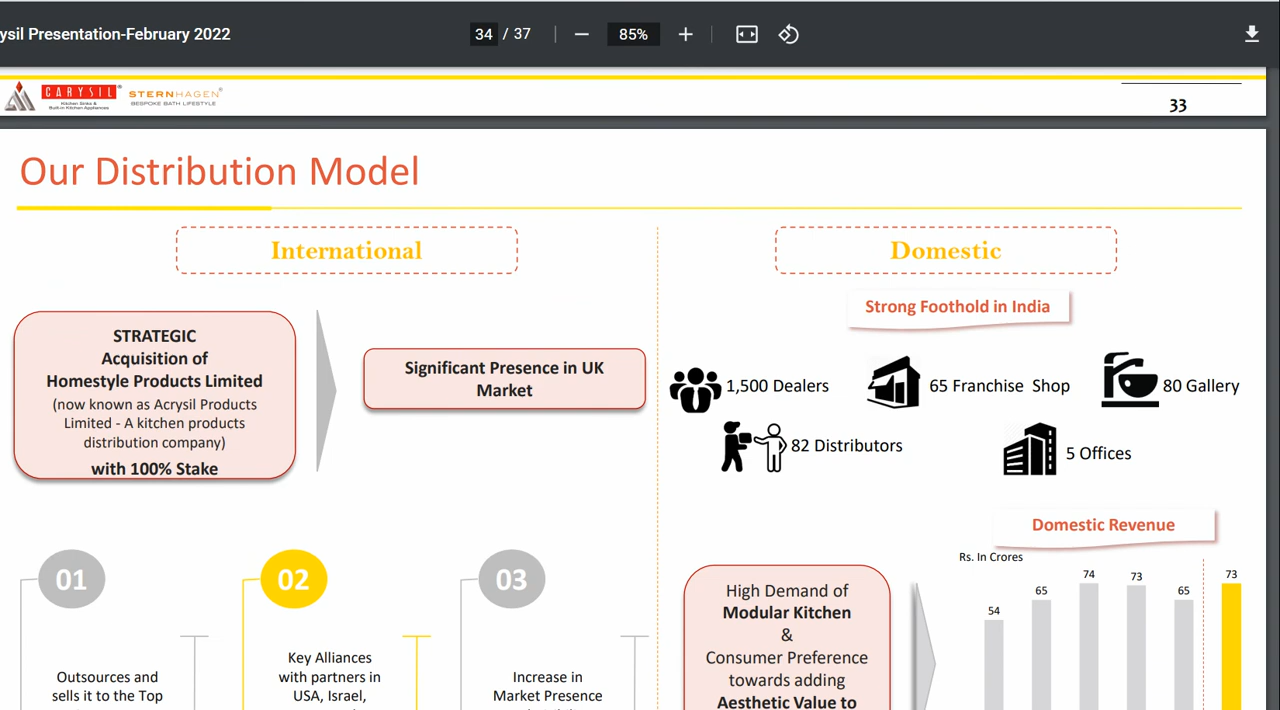 ysil Presentation-February 2022
34 / 37
85%
CARYSIL®
Kitchen Sinks &
Built-in Kitchen Appliances
STERNHAGEN®
BESPOKE BATH LIFESTYLE
33
Our Distribution Model
International
STRATEGIC
Acquisition of
Homestyle Products Limited
(now known as Acrysil Products
Limited - A kitchen products
distribution company)
with 100% Stake
Significant Presence in UK
Market
01
02
03
Outsources and
sells it to the Top
Key Alliances
with partners in
USA, Israel,
Increase in
Market Presence
Domestic
Strong Foothold in India
1,500 Dealers
65 Franchise Shop
80 Gallery
82 Distributors
5 Offices
Domestic Revenue
Rs. In Crores
High Demand of
Modular Kitchen
&
Consumer Preference
towards adding
Aesthetic Value to
54
65
74
73
65
73